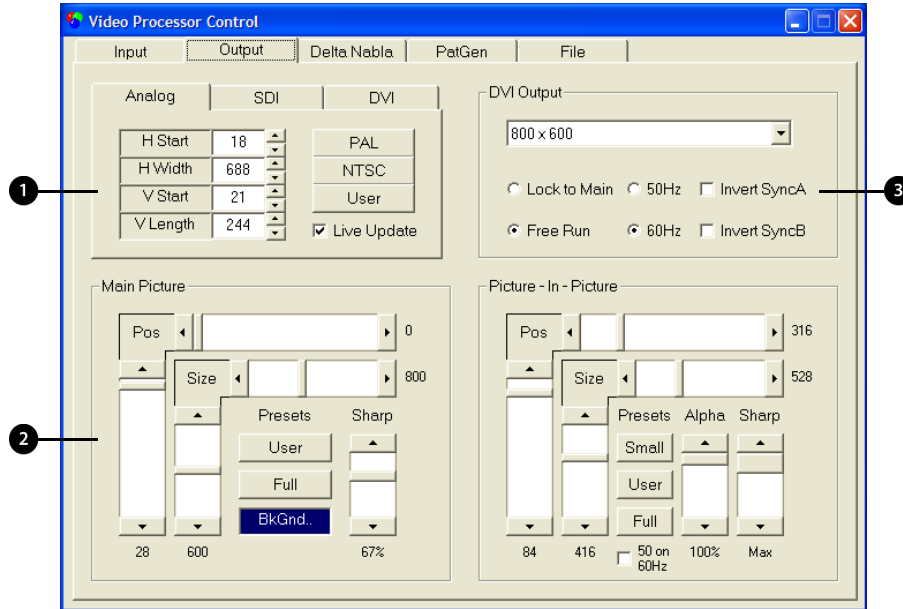 Video Processor Control
Input Output Delta Nabla PatGen File
Analog SDI DVI
H Start 18 PAL
H Width 688 NTSC
V Start 21 User
V Length 244 Live Update
1
DVI Output
800 x 600
Lock to Main 50Hz Invert SyncA
Free Run 60Hz Invert SyncB
3
Main Picture
Pos 0
Size 800
Presets Sharp
User
Full
BkGnd..
28 600 67%
2
Picture - In - Picture
Pos 316
Size 528
Presets Alpha Sharp
Small
User
Full
84 416 50 on 60Hz 100% Max